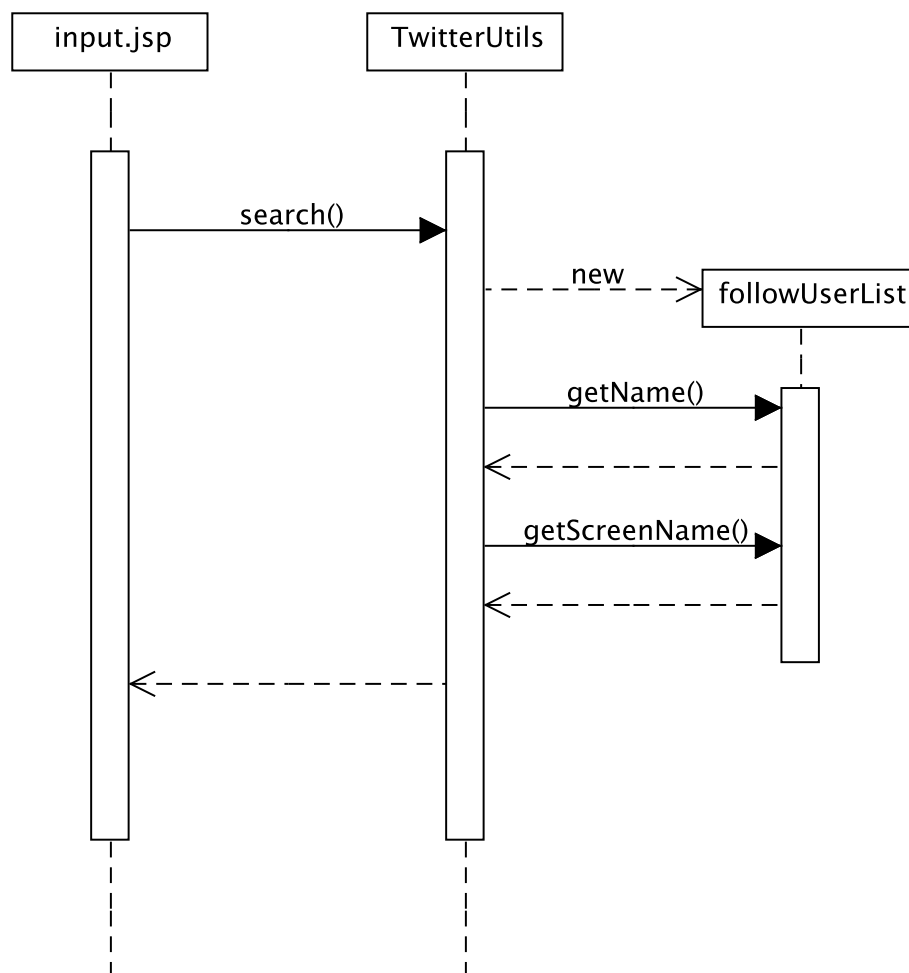 input.jsp
TwitterUtils
search()
new
followUserList
getName()
getScreenName()